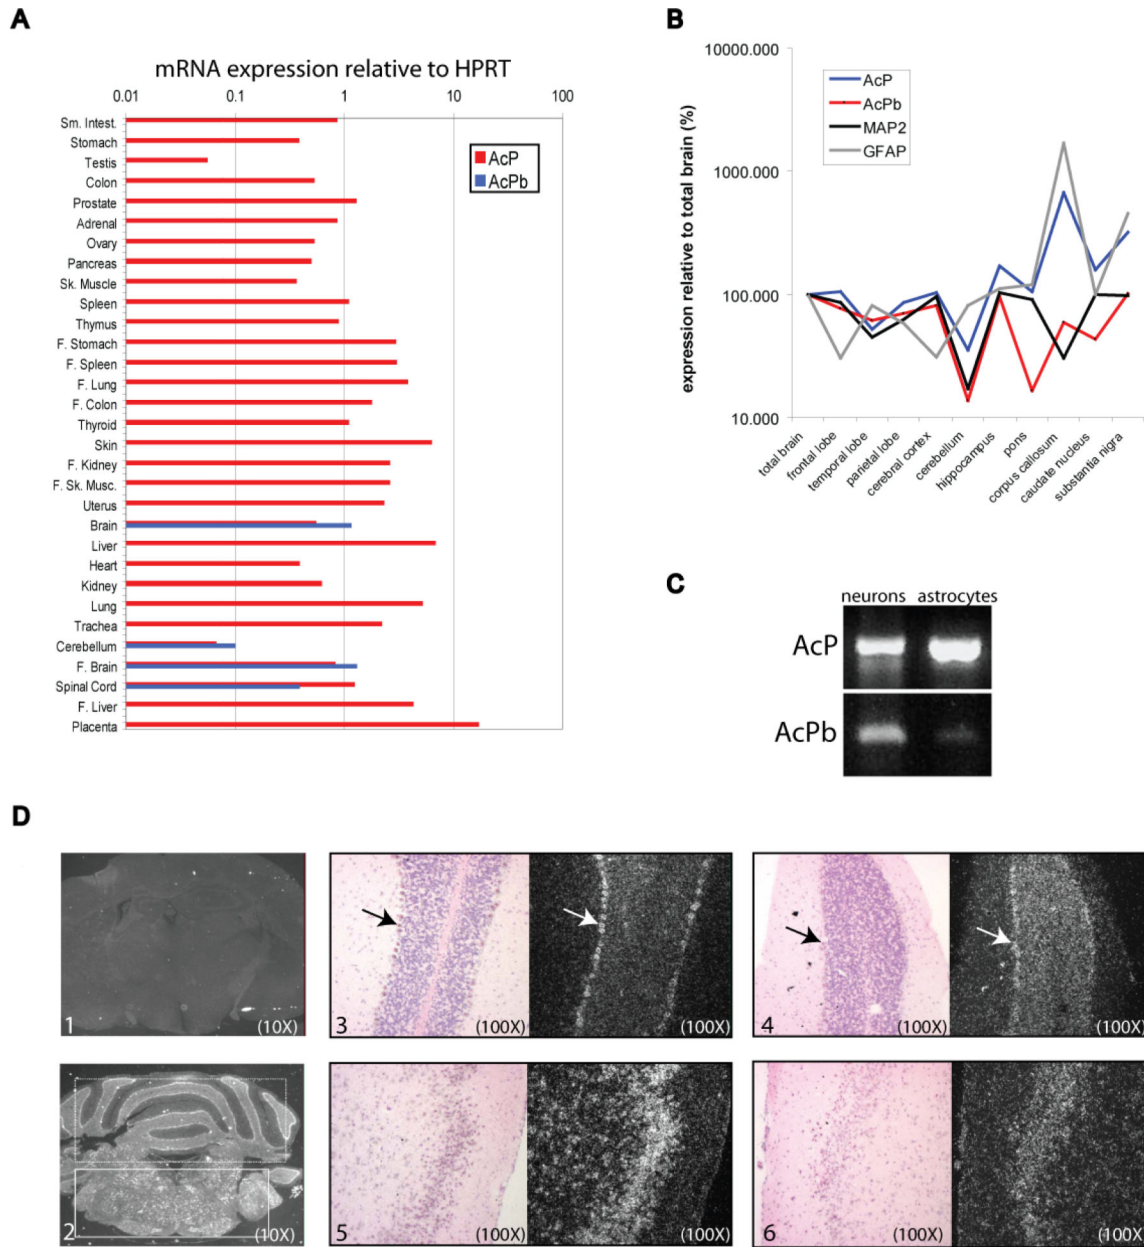 A
mRNA expression relative to HPRT
0.01 0.1 1 10 100
Sm. Intest.
Stomach
Testis
Colon
Prostate
Adrenal
Ovary
Pancreas
Sk. Muscle
Spleen
Thymus
F. Stomach
F. Spleen
F. Lung
F. Colon
Thyroid
Skin
F. Kidney
F. Sk. Musc.
Uterus
Brain
Liver
Heart
Kidney
Lung
Trachea
Cerebellum
F. Brain
Spinal Cord
F. Liver
Placenta
AcP
AcPb
B
expression relative to total brain (%)
10000.000
1000.000
100.000
10.000
AcP
AcPb
MAP2
GFAP
total brain
frontal lobe
temporal lobe
parietal lobe
cerebral cortex
cerebellum
hippocampus
pons
corpus callosum
caudate nucleus
substantia nigra
C
neurons astrocytes
AcP
AcPb
D
1 (10X)
3 (100X) (100X)
4 (100X) (100X)
2 (10X)
5 (100X) (100X)
6 (100X) (100X)